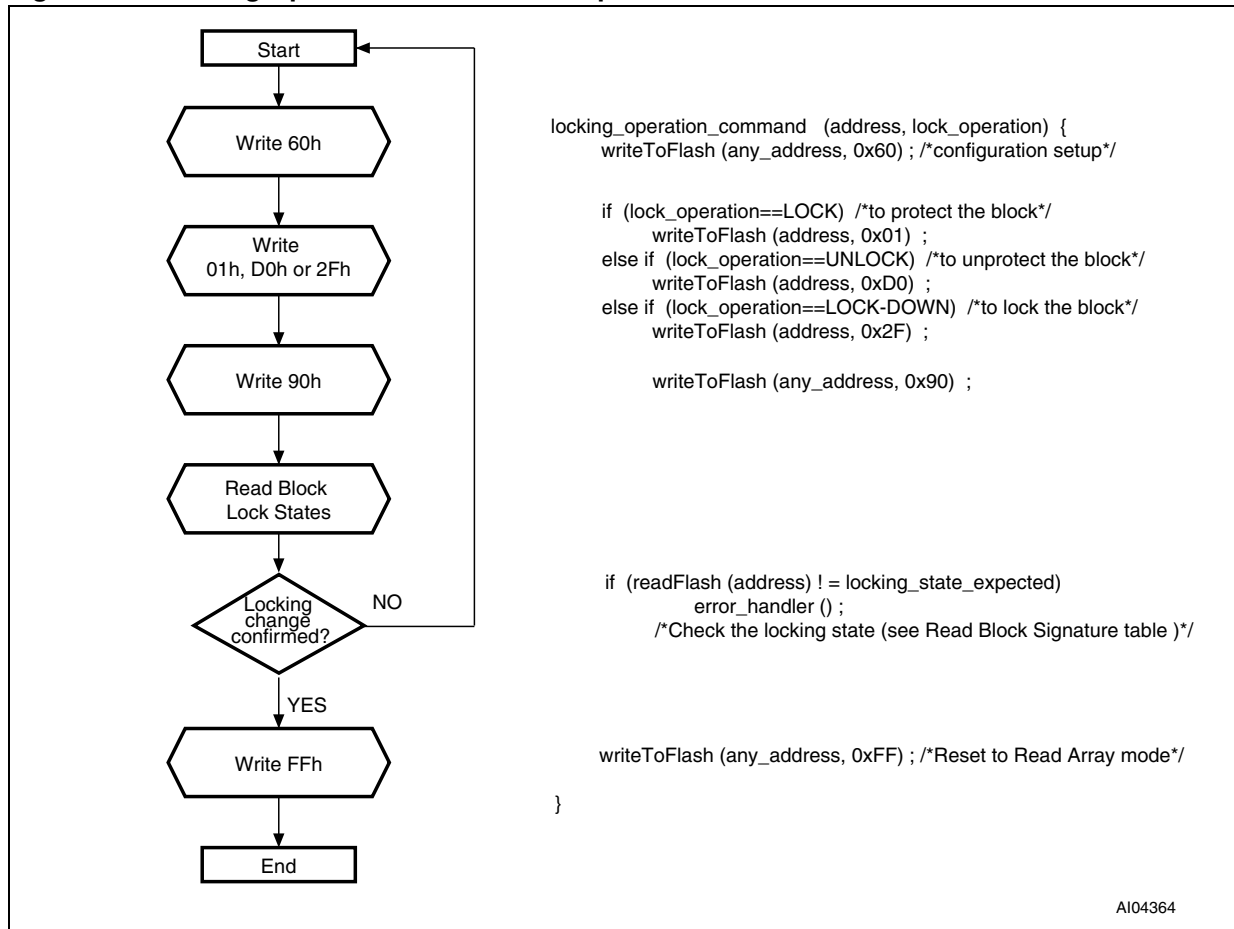 Start
Write 60h
Write
01h, D0h or 2Fh
Write 90h
Read Block
Lock States
Locking
change
confirmed?
NO
YES
Write FFh
End
locking_operation_command (address, lock_operation) {
writeToFlash (any_address, 0x60) ; /*configuration setup*/
if (lock_operation==LOCK) /*to protect the block*/
writeToFlash (address, 0x01) ;
else if (lock_operation==UNLOCK) /*to unprotect the block*/
writeToFlash (address, 0xD0) ;
else if (lock_operation==LOCK-DOWN) /*to lock the block*/
writeToFlash (address, 0x2F) ;
writeToFlash (any_address, 0x90) ;
if (readFlash (address) ! = locking_state_expected)
error_handler () ;
/*Check the locking state (see Read Block Signature table )*/
writeToFlash (any_address, 0xFF) ; /*Reset to Read Array mode*/
}
AI04364